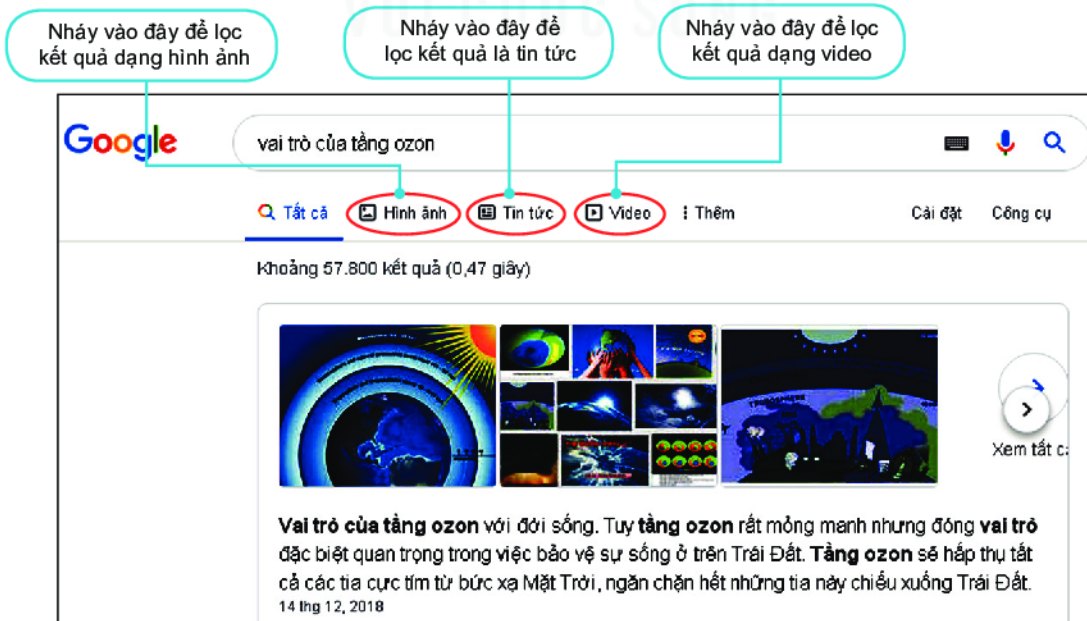 Nháy vào đây để lọc
kết quả dạng hình ảnh
Nháy vào đây để
lọc kết quả là tin tức
Nháy vào đây để lọc
kết quả dạng video
Google
vai trò của tầng ozon
Tất cả Hình ảnh Tin tức Video Thêm Cài đặt Công cụ
Khoảng 57.800 kết quả (0,47 giây)
Xem tất cả
Vai trò của tầng ozon với đời sống. Tuy tầng ozon rất mỏng manh nhưng đóng vai trò
đặc biệt quan trọng trong việc bảo vệ sự sống ở trên Trái Đất. Tầng ozon sẽ hấp thụ tất
cả các tia cực tím từ bức xạ Mặt Trời, ngăn chặn hết những tia này chiếu xuống Trái Đất.
14 thg 12, 2018